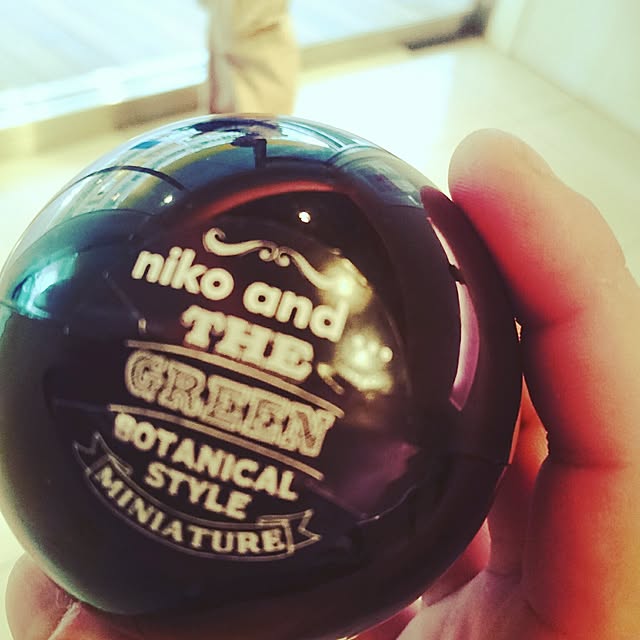 niko and
THE
GREEN
BOTANICAL
STYLE
MINIATURE